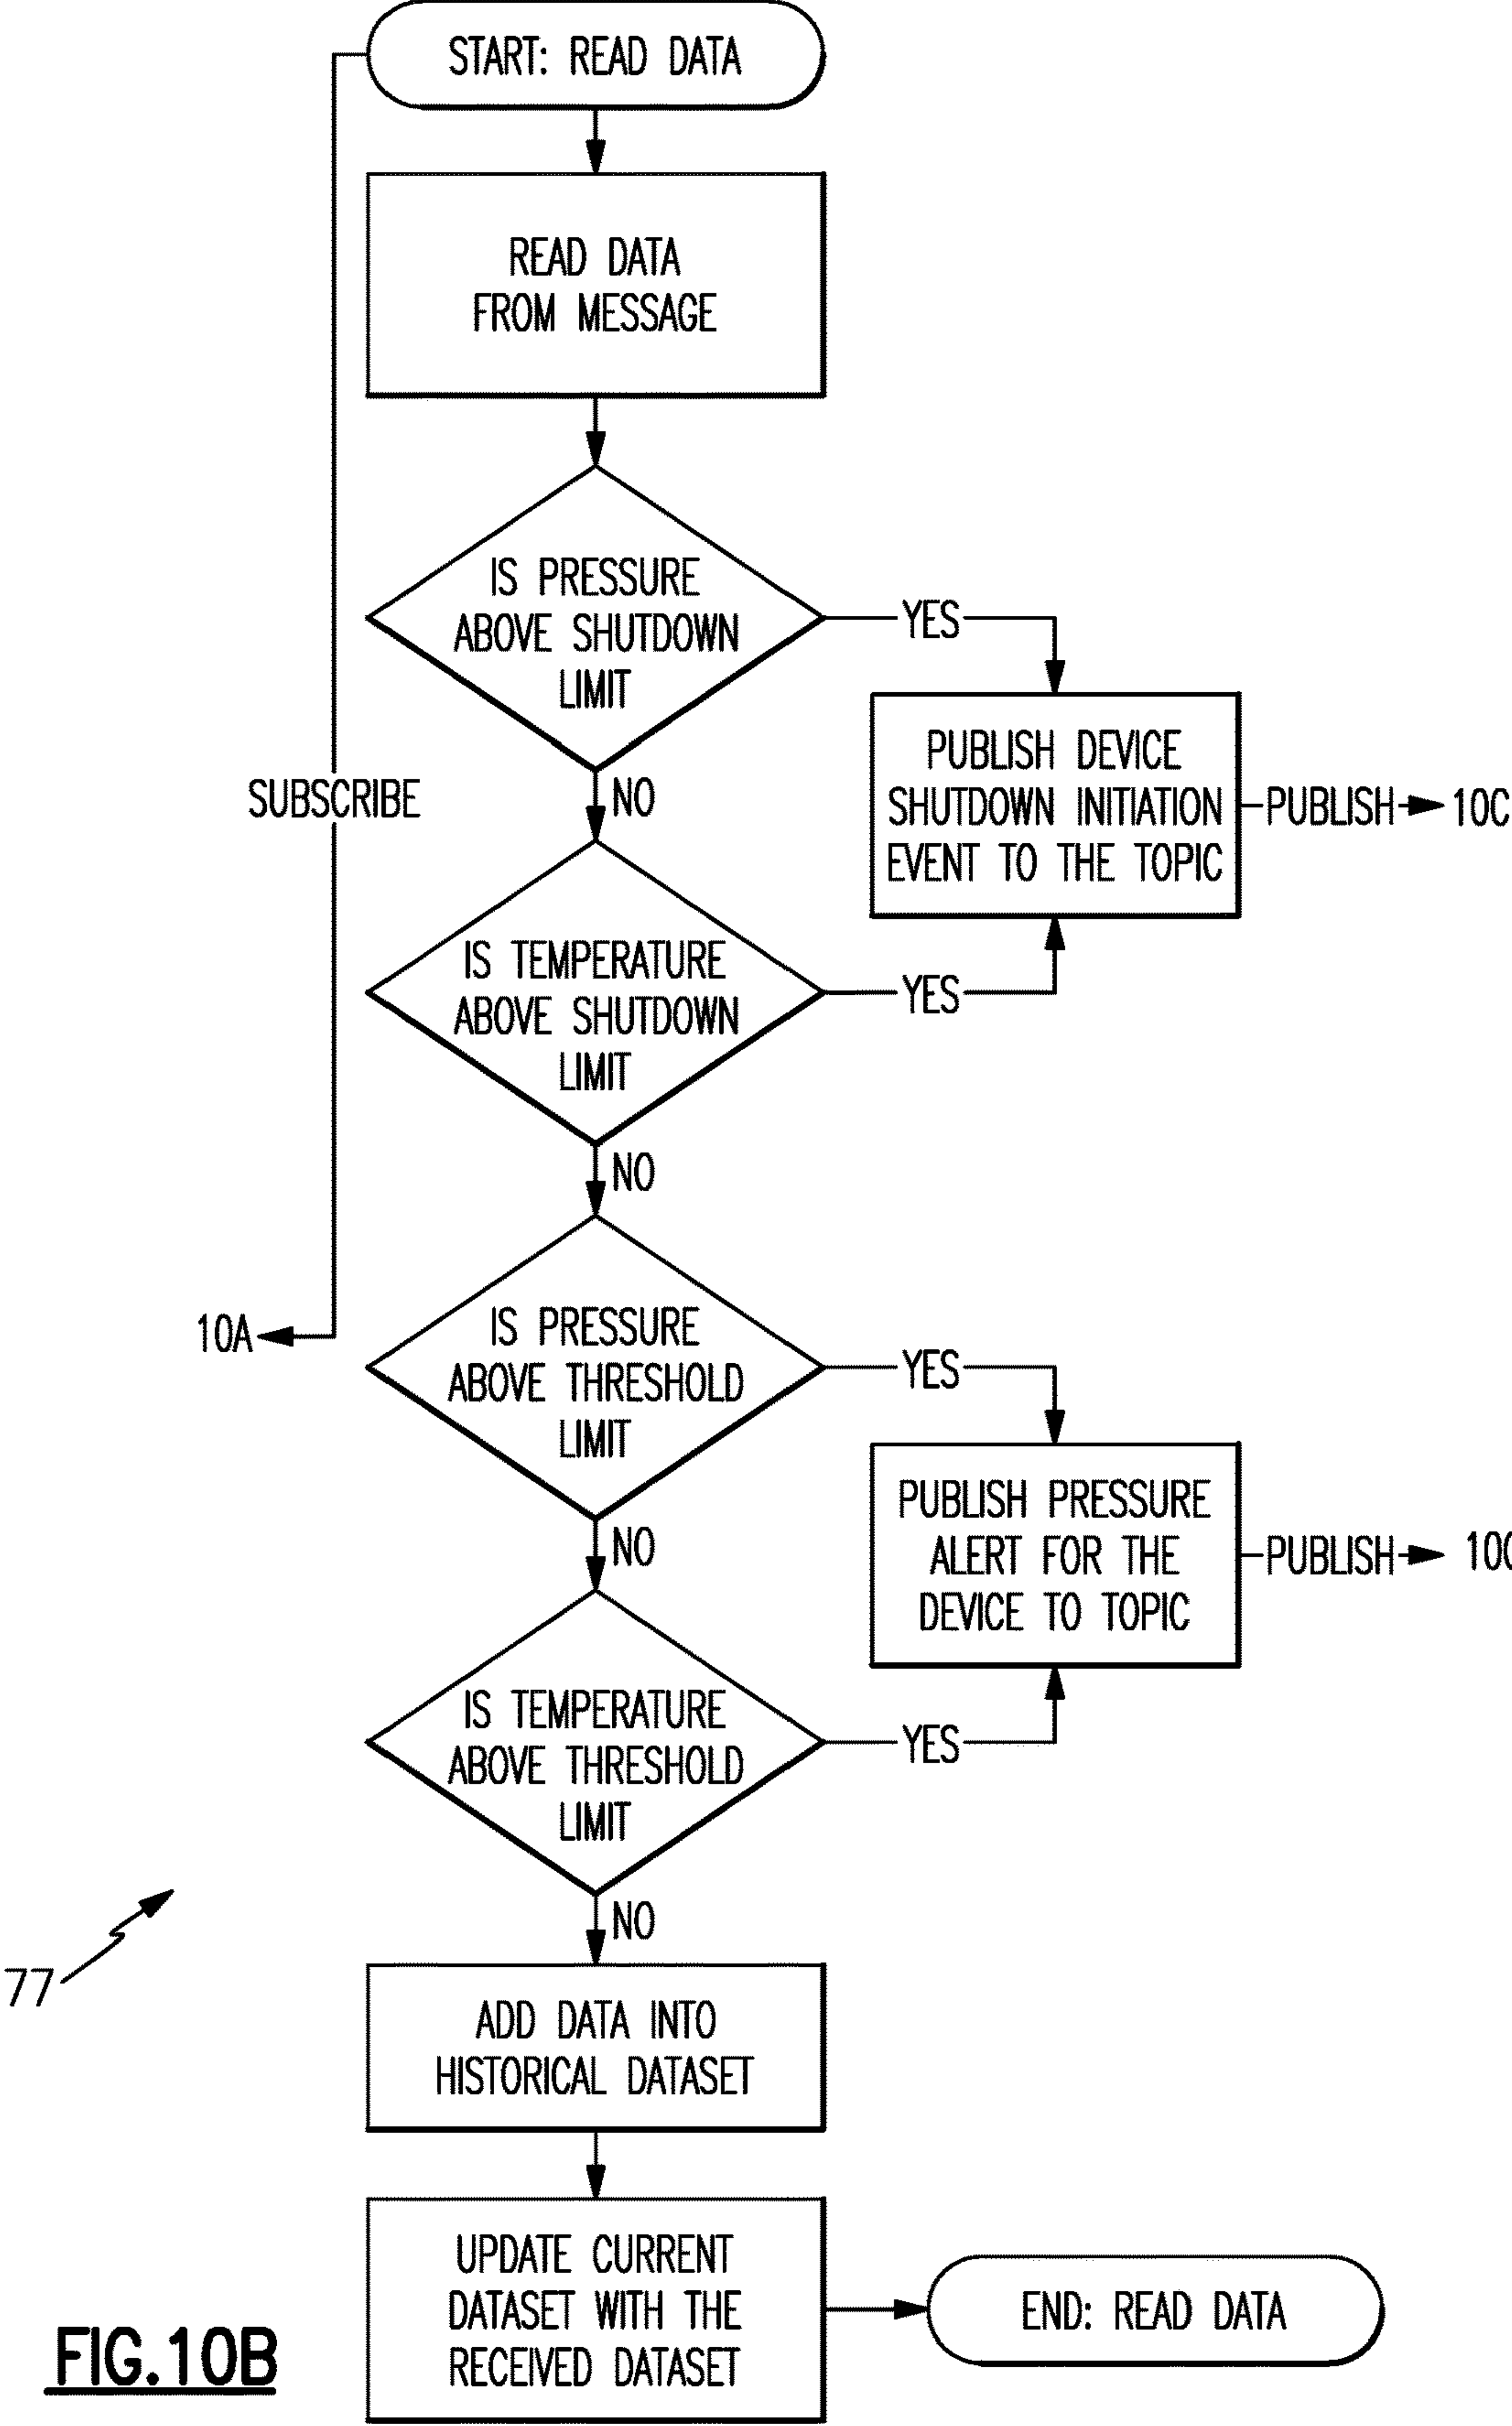 START: READ DATA
READ DATA
FROM MESSAGE
IS PRESSURE
ABOVE SHUTDOWN
LIMIT
YES
PUBLISH DEVICE
SHUTDOWN INITIATION
EVENT TO THE TOPIC
PUBLISH
10C
SUBSCRIBE
NO
IS TEMPERATURE
ABOVE SHUTDOWN
LIMIT
YES
NO
10A
IS PRESSURE
ABOVE THRESHOLD
LIMIT
YES
PUBLISH PRESSURE
ALERT FOR THE
DEVICE TO TOPIC
PUBLISH
10C
NO
IS TEMPERATURE
ABOVE THRESHOLD
LIMIT
YES
NO
77
ADD DATA INTO
HISTORICAL DATASET
UPDATE CURRENT
DATASET WITH THE
RECEIVED DATASET
END: READ DATA
FIG.10B